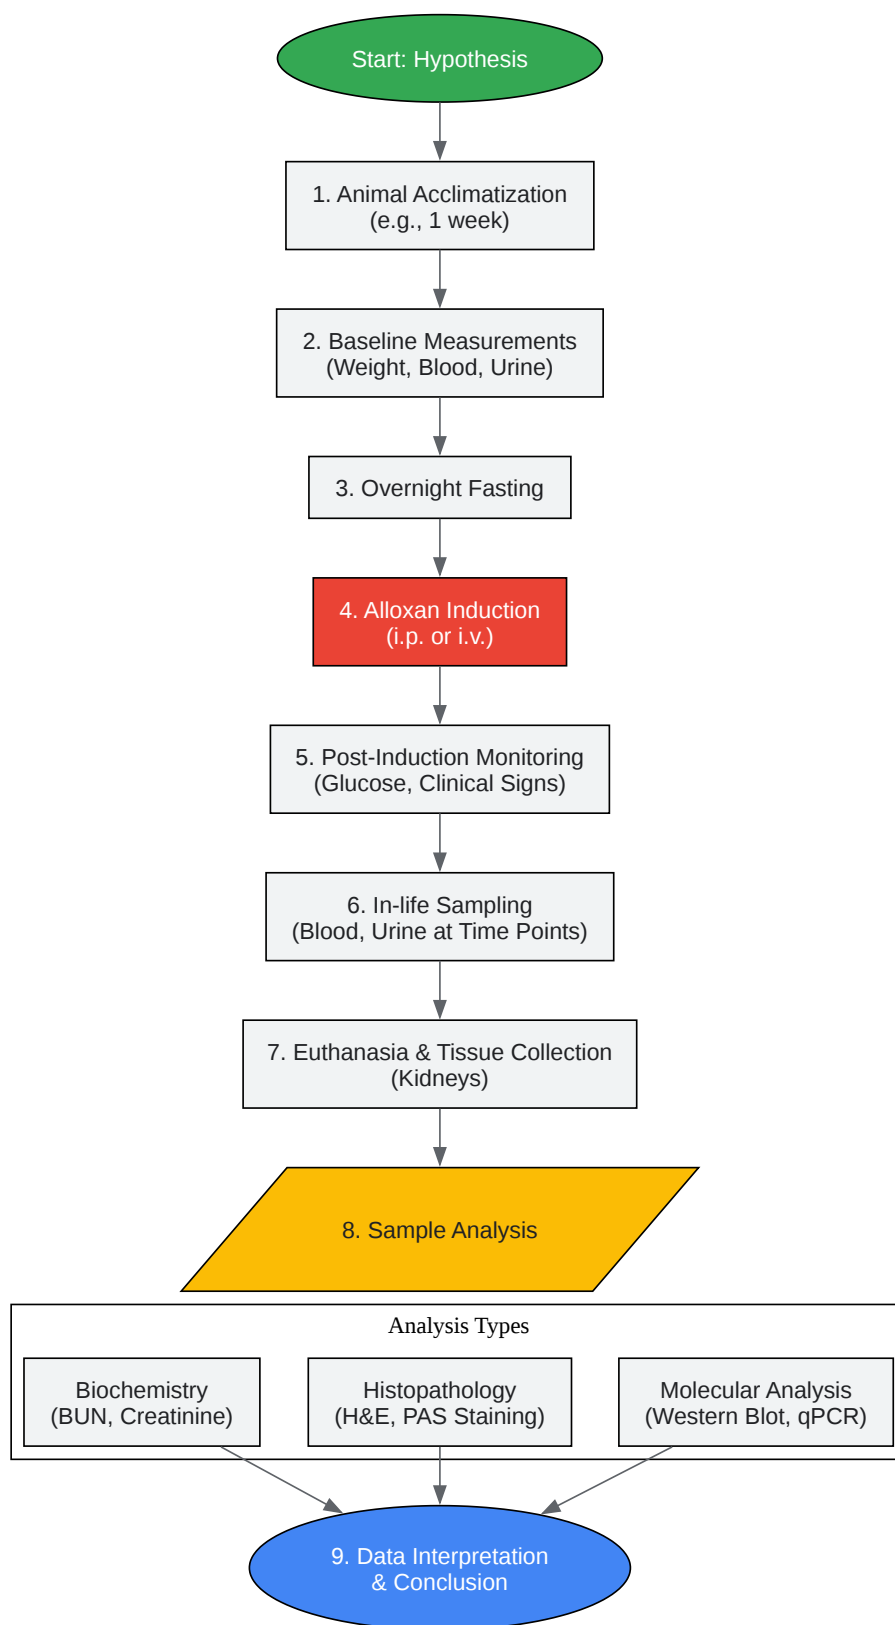 Start: Hypothesis
1. Animal Acclimatization
(e.g., 1 week)
2. Baseline Measurements
(Weight, Blood, Urine)
3. Overnight Fasting
4. Alloxan Induction
(i.p. or i.v.)
5. Post-Induction Monitoring
(Glucose, Clinical Signs)
6. In-life Sampling
(Blood, Urine at Time Points)
7. Euthanasia & Tissue Collection
(Kidneys)
8. Sample Analysis
Analysis Types
Biochemistry
(BUN, Creatinine)
Histopathology
(H&E, PAS Staining)
Molecular Analysis
(Western Blot, qPCR)
9. Data Interpretation
& Conclusion